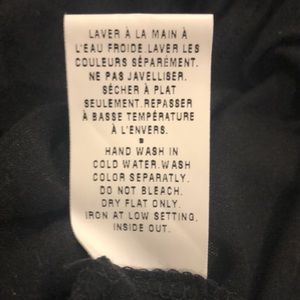 LAVER À LA MAIN À
L'EAU FROIDE.LAVER LES
COULEURS SÉPARÉMENT.
NE PAS JAVELLISER.
SÉCHER À PLAT
SEULEMENT.REPASSER
À BASSE TEMPÉRATURE
À L'ENVERS.
HAND WASH IN
COLD WATER.WASH
COLOR SEPARATLY.
DO NOT BLEACH.
DRY FLAT ONLY.
IRON AT LOW SETTING.
INSIDE OUT.